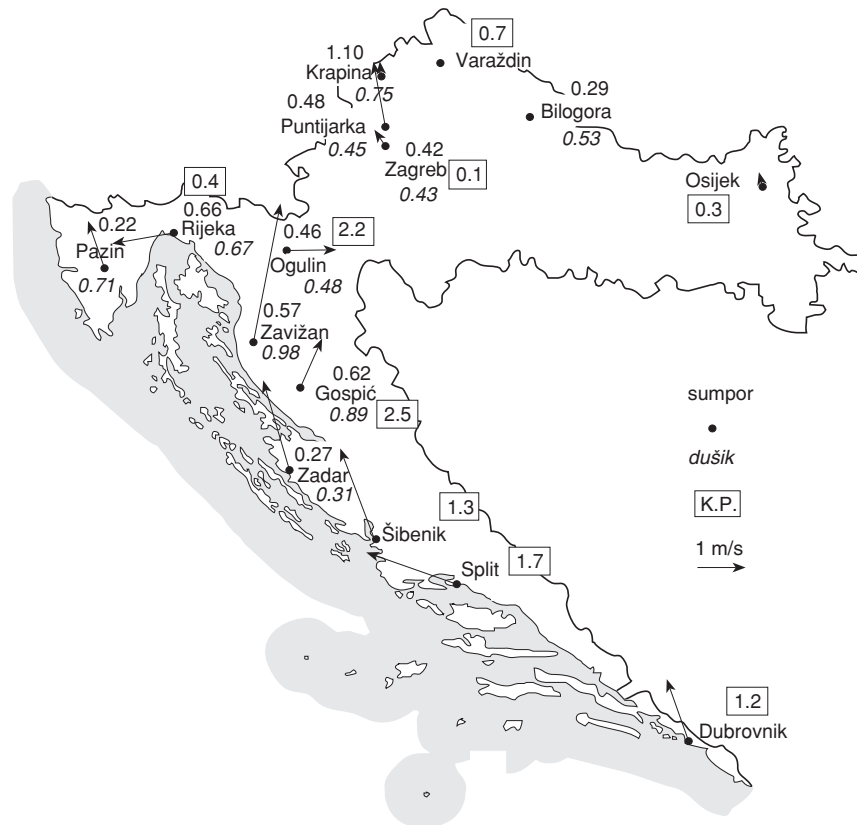 0.7
1.10
Varaždin
Krapina
0.75
0.48
0.29
Puntijarka
Bilogora
0.45
0.53
0.42
Zagreb
0.1
0.43
Osijek
0.3
0.4
0.66
0.22
Rijeka
0.67
Pazin
0.71
0.46
2.2
Ogulin
0.48
0.57
Zavižan
0.98
0.62
Gospić
0.89
2.5
sumpor
dušik
K.P.
1 m/s
0.27
Zadar
0.31
1.3
Šibenik
1.7
Split
1.2
Dubrovnik